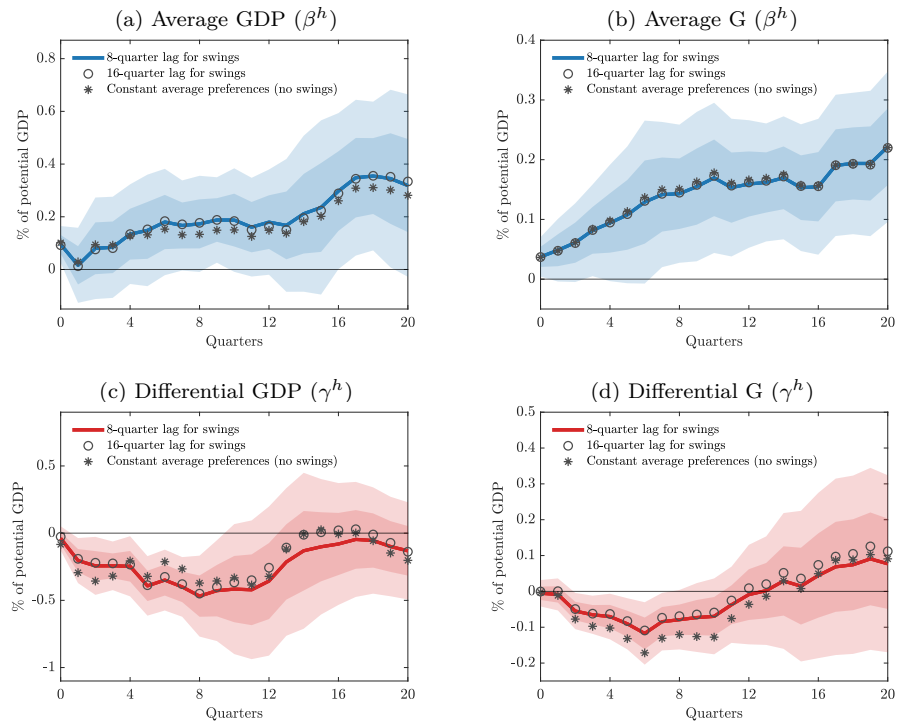 (a) Average GDP (β^h)
% of potential GDP
8-quarter lag for swings
16-quarter lag for swings
Constant average preferences (no swings)
0.8
0.6
0.4
0.2
0
0 4 8 12 16 20
Quarters
(b) Average G (β^h)
% of potential GDP
8-quarter lag for swings
16-quarter lag for swings
Constant average preferences (no swings)
0.4
0.3
0.2
0.1
0
0 4 8 12 16 20
Quarters
(c) Differential GDP (γ^h)
% of potential GDP
8-quarter lag for swings
16-quarter lag for swings
Constant average preferences (no swings)
0.5
0
-0.5
-1
0 4 8 12 16 20
Quarters
(d) Differential G (γ^h)
% of potential GDP
8-quarter lag for swings
16-quarter lag for swings
Constant average preferences (no swings)
0.5
0.4
0.3
0.2
0.1
0
-0.1
-0.2
0 4 8 12 16 20
Quarters